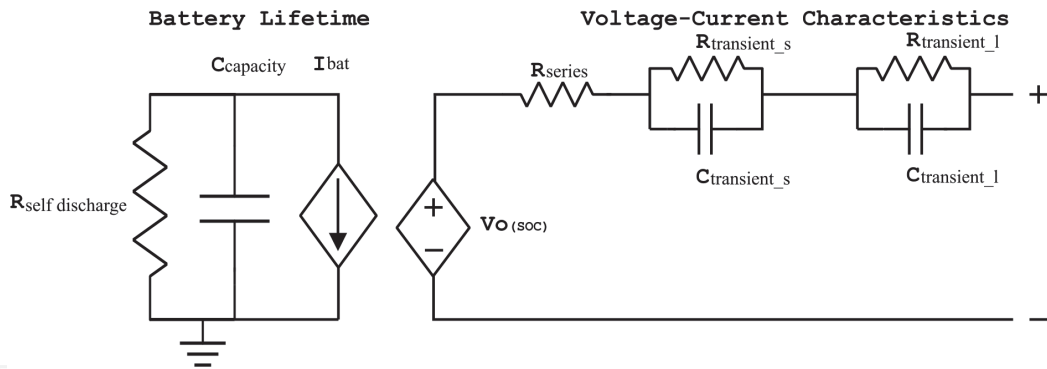 Battery Lifetime
Voltage-Current Characteristics
Ccapacity
Ibat
Rself discharge
Vo(SOC)
+
−
Rseries
Rtransient_s
Ctransient_s
Rtransient_l
Ctransient_l
+
−